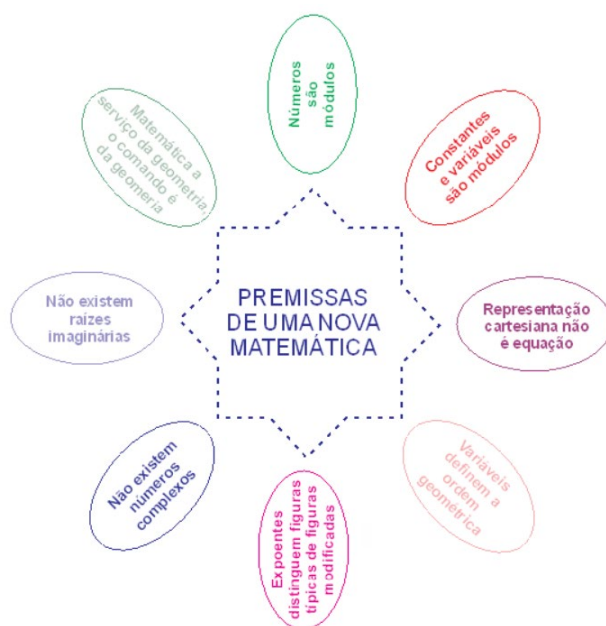 Números
são
módulos
Constantes
e variáveis
são módulos
Representação
cartesiana não
é equação
Variáveis
definem a
ordem
geométrica
Expoentes
distinguem figuras
típicas de figuras
modificadas
Não existem
números
complexos
Não existem
raízes
imaginárias
Matemática a
serviço da geometria,
o comando é
da geomeria
PREMISSAS
DE UMA NOVA
MATEMÁTICA